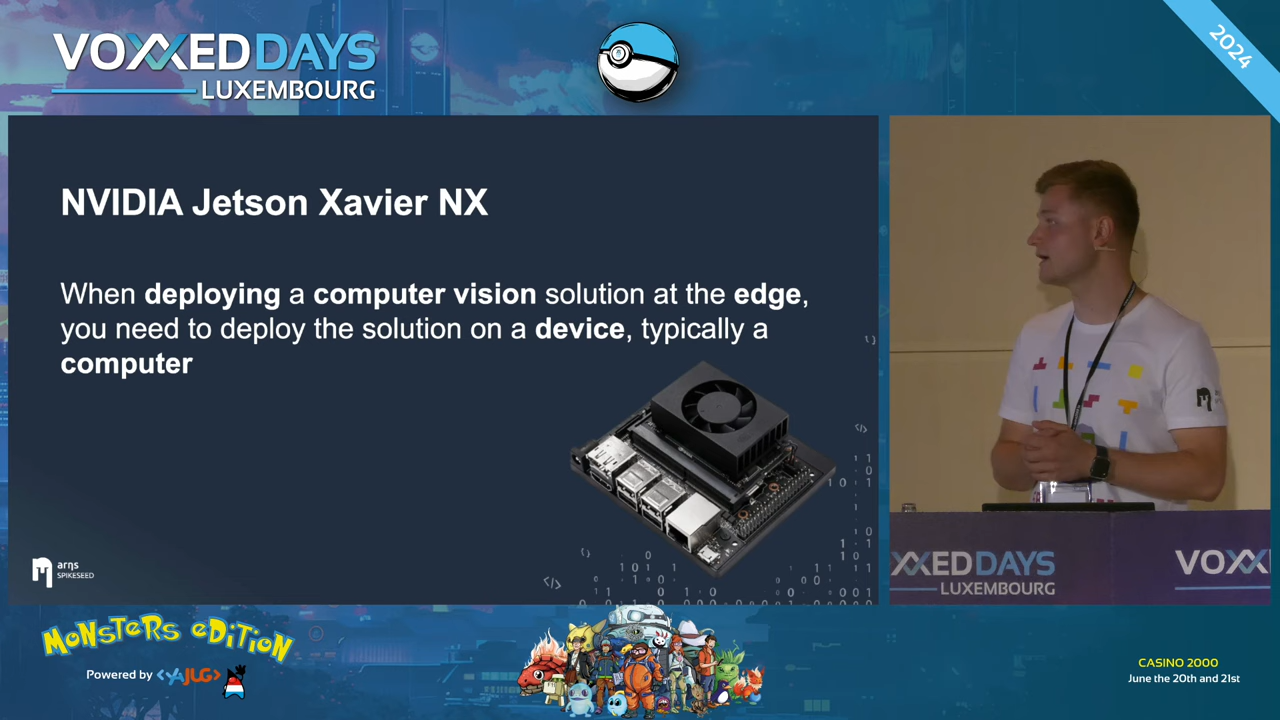 VOXXED DAYS
LUXEMBOURG
2024
NVIDIA Jetson Xavier NX
When deploying a computer vision solution at the edge,
you need to deploy the solution on a device, typically a
computer
arηs
SPIKESEED
XXED DAYS
LUXEMBOURG
VOXX
MONSTERS EDITION
Powered by <YAJUG>
CASINO 2000
June the 20th and 21st